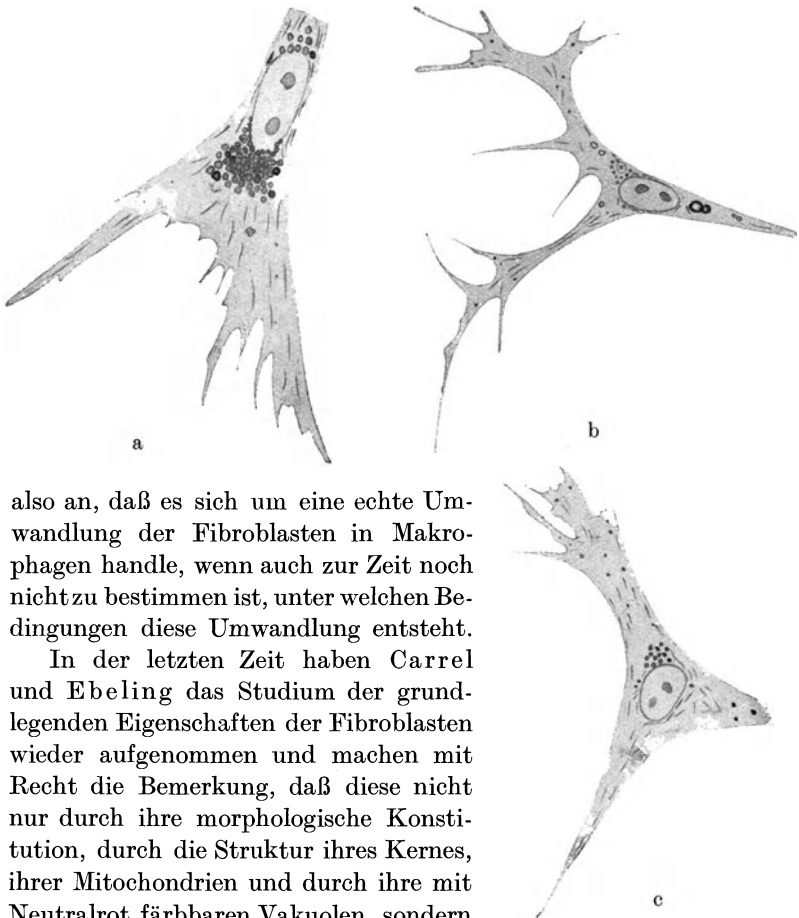 a
b
also an, daß es sich um eine echte Um-
wandlung der Fibroblasten in Makro-
phagen handle, wenn auch zur Zeit noch
nicht zu bestimmen ist, unter welchen Be-
dingungen diese Umwandlung entsteht.
In der letzten Zeit haben Carrel
und Ebeling das Studium der grund-
legenden Eigenschaften der Fibroblasten
wieder aufgenommen und machen mit
Recht die Bemerkung, daß diese nicht
nur durch ihre morphologische Konsti-
tution, durch die Struktur ihres Kernes,
ihrer Mitochondrien und durch ihre mit
Neutralrot färbbaren Vakuolen, sondern
c